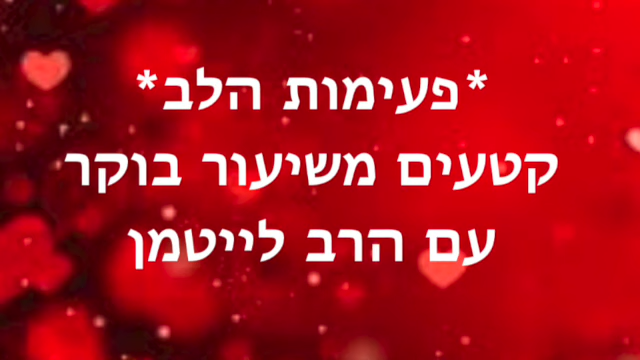 *פעימות הלב*
קטעים משיעור בוקר
עם הרב לייטמן